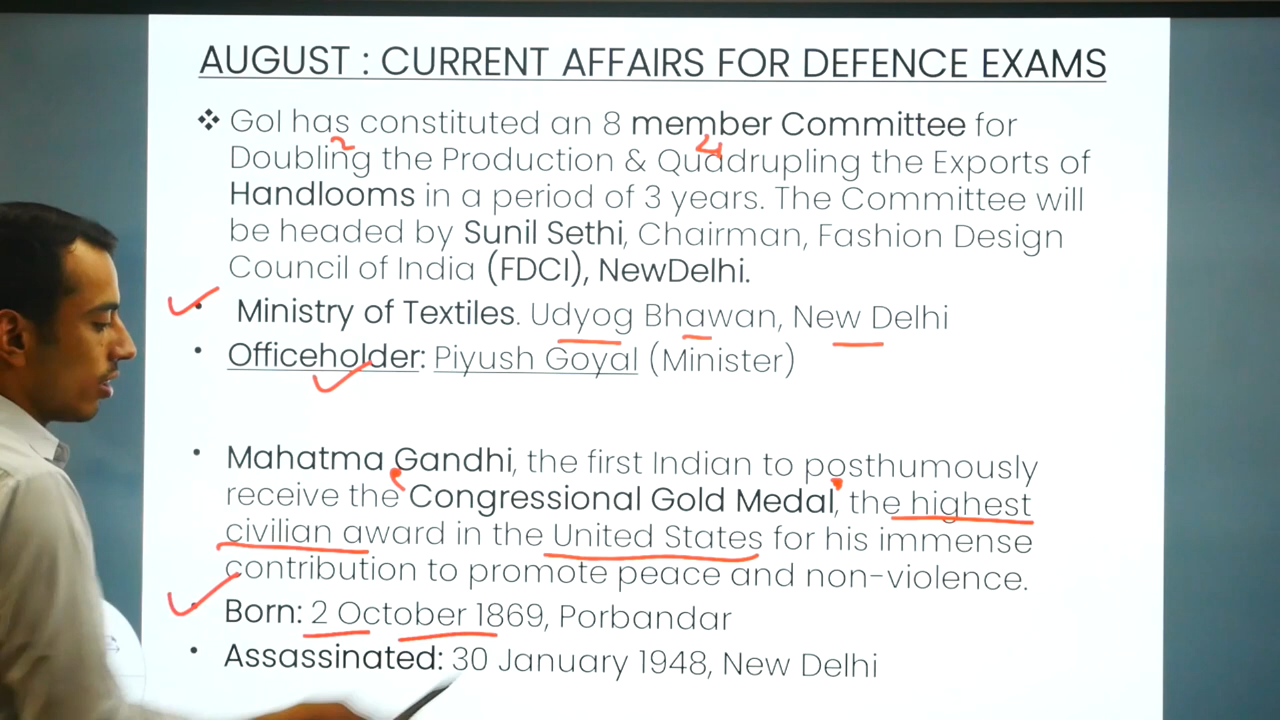 AUGUST : CURRENT AFFAIRS FOR DEFENCE EXAMS
❖ GoI has constituted an 8 member Committee for
2 4
Doubling the Production & Quadrupling the Exports of
Handlooms in a period of 3 years. The Committee will
be headed by Sunil Sethi, Chairman, Fashion Design
Council of India (FDCI), NewDelhi.
• Ministry of Textiles. Udyog Bhawan, New Delhi
• Officeholder: Piyush Goyal (Minister)
• Mahatma Gandhi, the first Indian to posthumously
receive the Congressional Gold Medal, the highest
civilian award in the United States for his immense
contribution to promote peace and non-violence.
• Born: 2 October 1869, Porbandar
• Assassinated: 30 January 1948, New Delhi